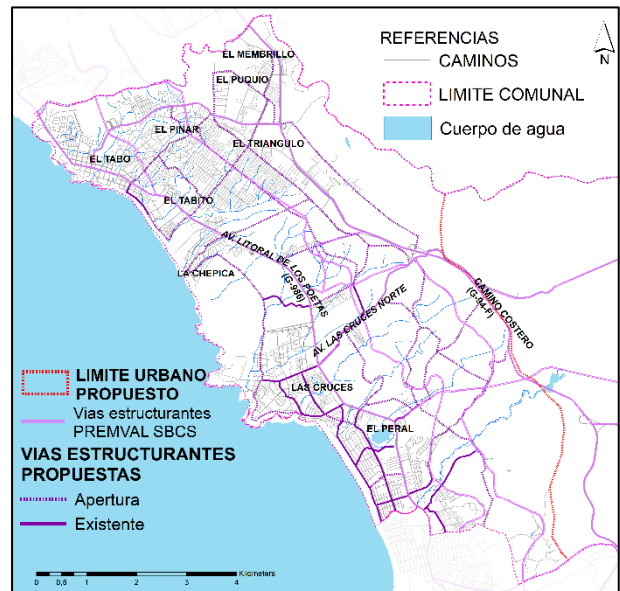 REFERENCIAS
CAMINOS
LIMITE COMUNAL
Cuerpo de agua
N
EL MEMBRILLO
EL PUQUIO
EL PINAR
EL TRIANGULO
EL TABO
EL TABITO
AV. LITORAL DE LOS POETAS
(G-986)
LA CHEPICA
CAMINO COSTERO
(G-94-F)
AV. LAS CRUCES NORTE
LAS CRUCES
EL PERAL
LIMITE URBANO
PROPUESTO
Vias estructurantes
PREMVAL SBCS
VIAS ESTRUCTURANTES
PROPUESTAS
Apertura
Existente
Kilometers
0 0,5 1 2 3 4